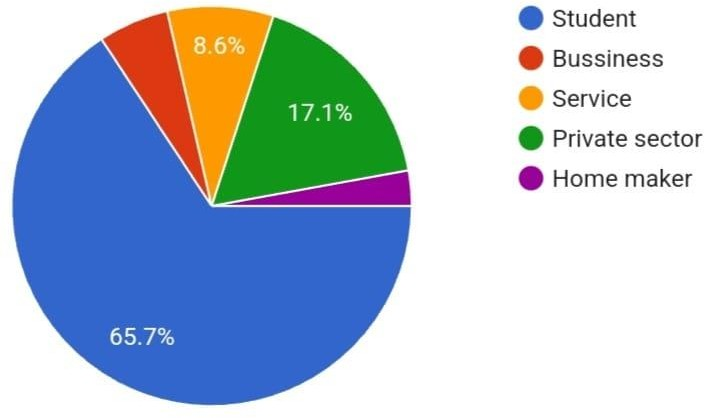 8.6%
17.1%
65.7%
Student
Bussiness
Service
Private sector
Home maker